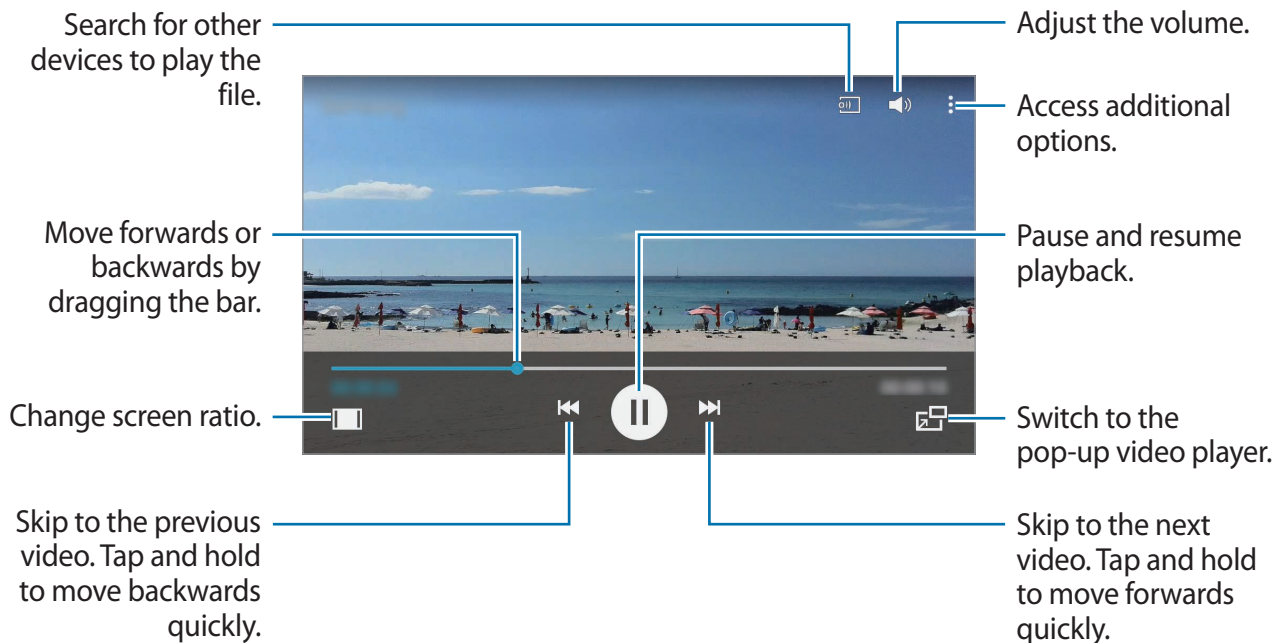 Search for other
devices to play the
file.
Adjust the volume.
Access additional
options.
Move forwards or
backwards by
dragging the bar.
Pause and resume
playback.
Change screen ratio.
Switch to the
pop-up video player.
Skip to the previous
video. Tap and hold
to move backwards
quickly.
Skip to the next
video. Tap and hold
to move forwards
quickly.